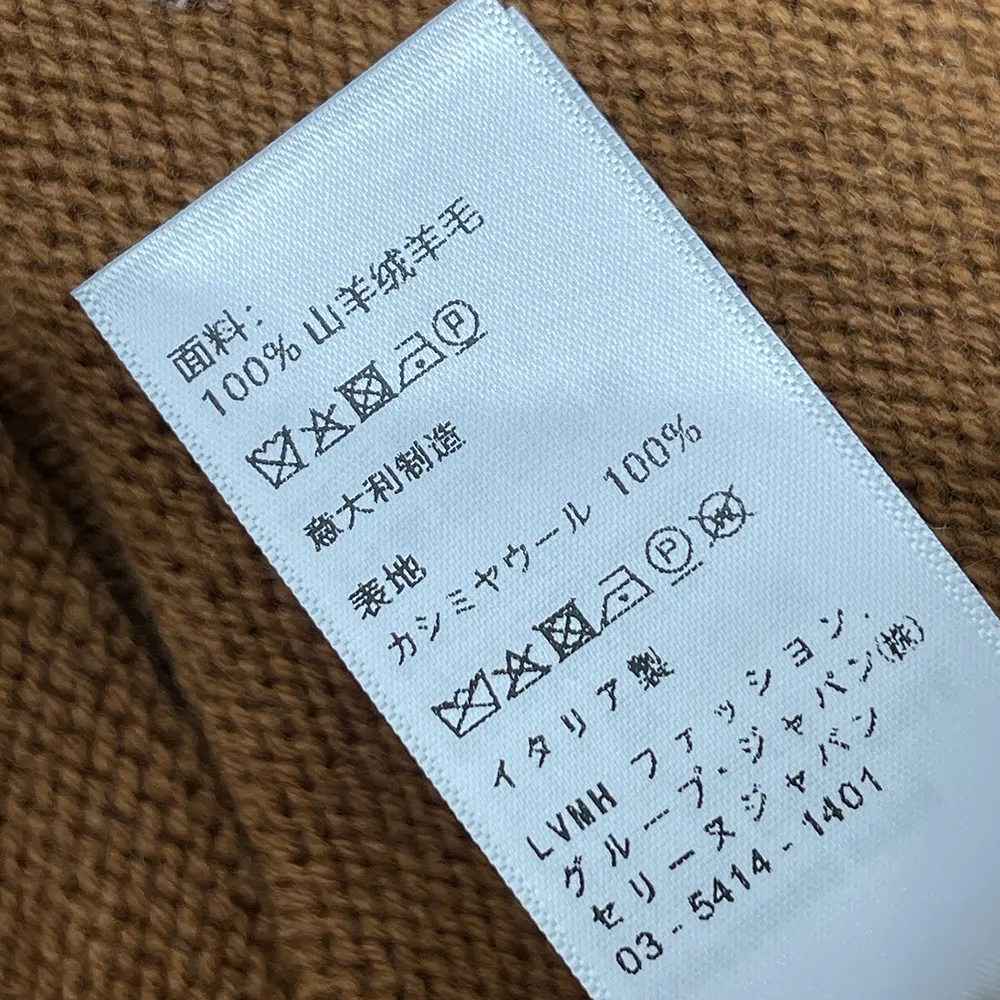 面料：
100% 山羊绒羊毛
意大利制造
表地
カシミヤウール 100%
イタリア製
LVMH ファッション.
グループ・ジャパン(株)
セリーヌジャパン
03-5414-1401